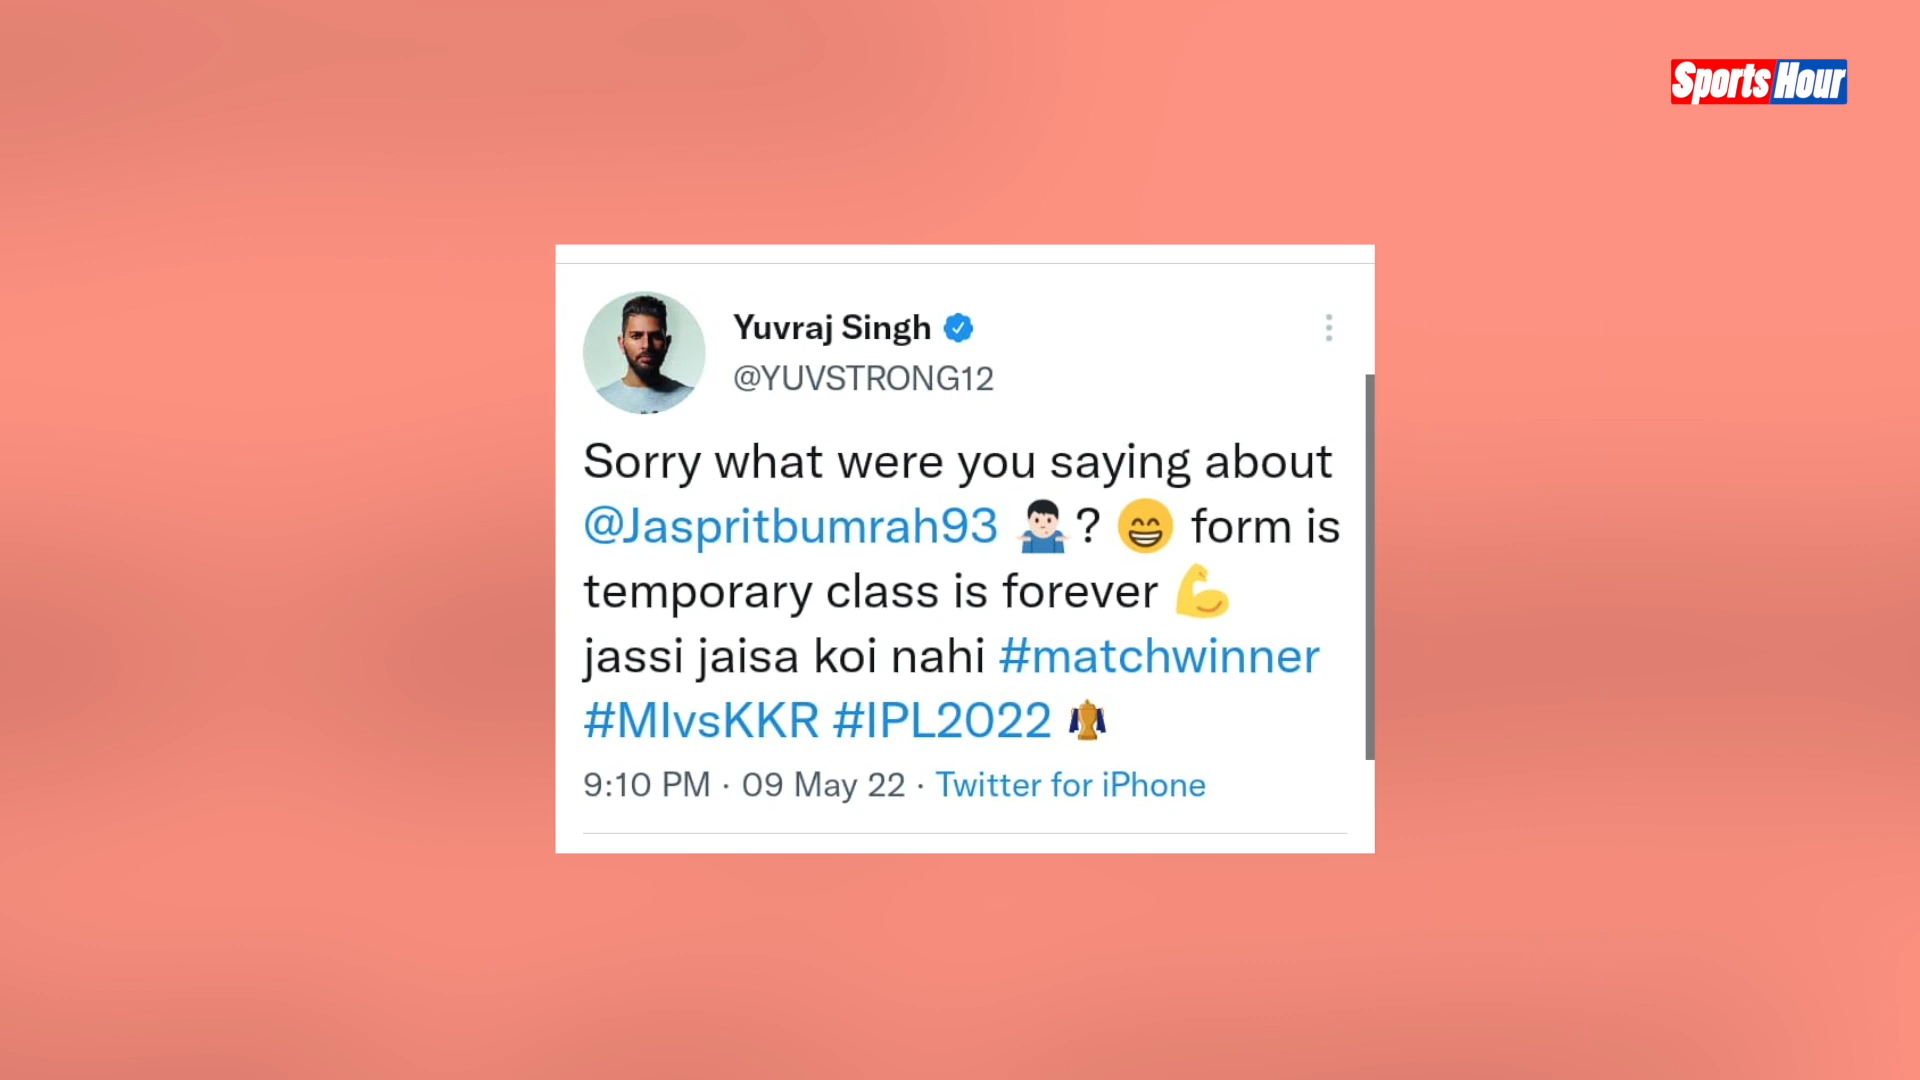 Sports Hour
Yuvraj Singh
@YUVSTRONG12
Sorry what were you saying about
@Jaspritbumrah93 🤷🏻‍♂️? 😁 form is
temporary class is forever 💪
jassi jaisa koi nahi #matchwinner
#MIvsKKR #IPL2022
9:10 PM · 09 May 22 · Twitter for iPhone